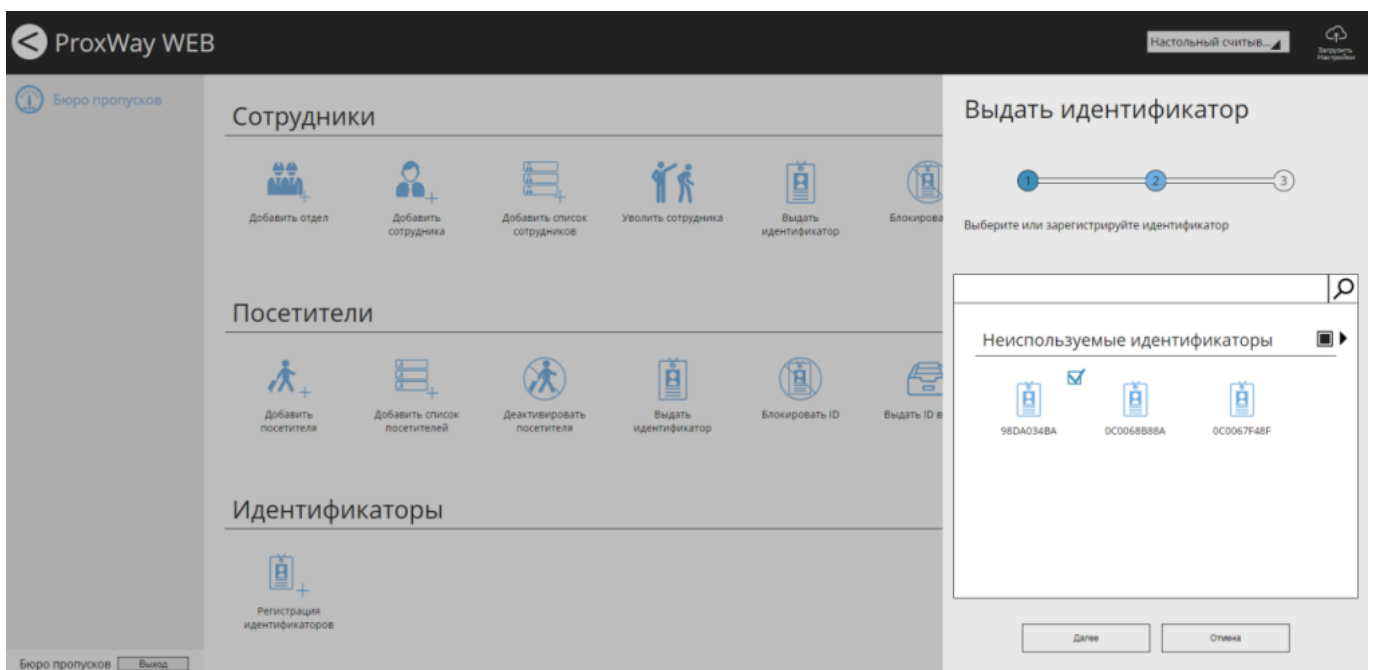 ProxWay WEB
Настольный считыв...
Загрузить
Настройки
Бюро пропусков
Сотрудники
Добавить отдел
Добавить
сотрудника
Добавить список
сотрудников
Уволить сотрудника
Выдать
идентификатор
Блокирова
Посетители
Добавить
посетителя
Добавить список
посетителей
Деактивировать
посетителя
Выдать
идентификатор
Блокировать ID
Выдать ID в
Идентификаторы
Регистрация
идентификаторов
Бюро пропусков
Выход
Выдать идентификатор
1 2 3
Выберите или зарегистрируйте идентификатор
Неиспользуемые идентификаторы
98DA034BA
0C0068B88A
0C0067F48F
Далее
Отмена